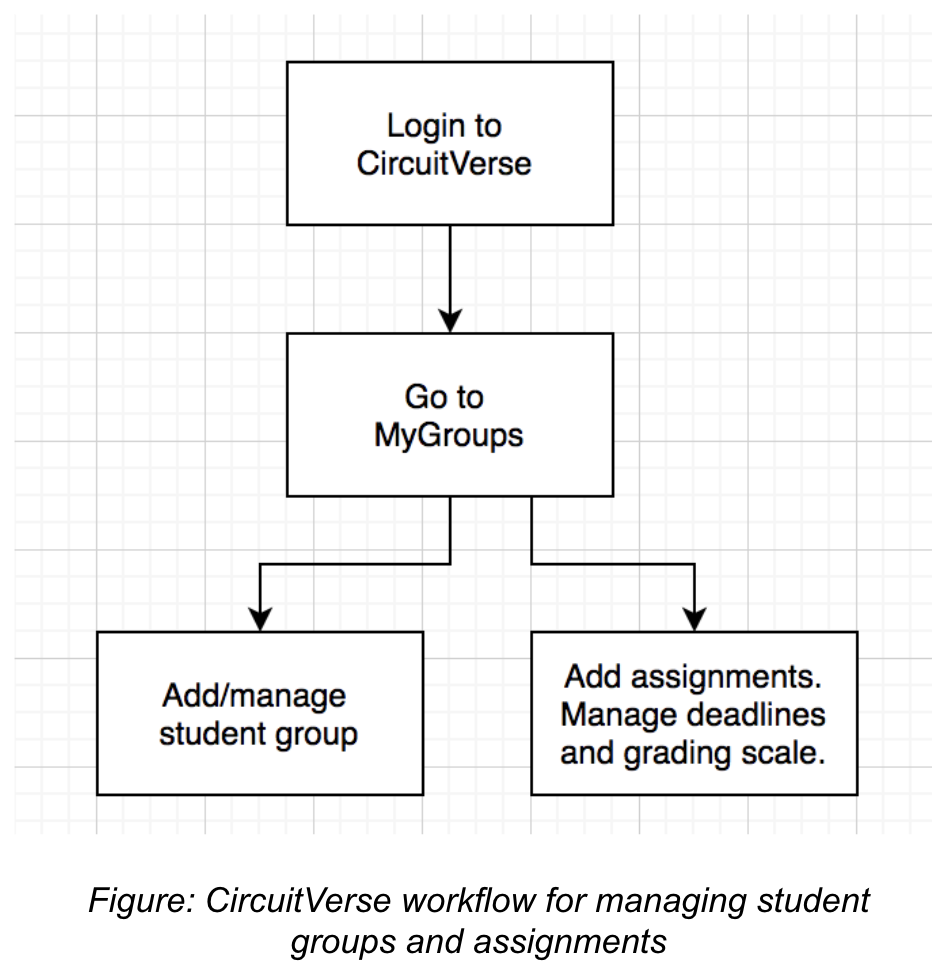 Login to
CircuitVerse
Go to
MyGroups
Add/manage
student group
Add assignments.
Manage deadlines
and grading scale.
Figure: CircuitVerse workflow for managing student
groups and assignments